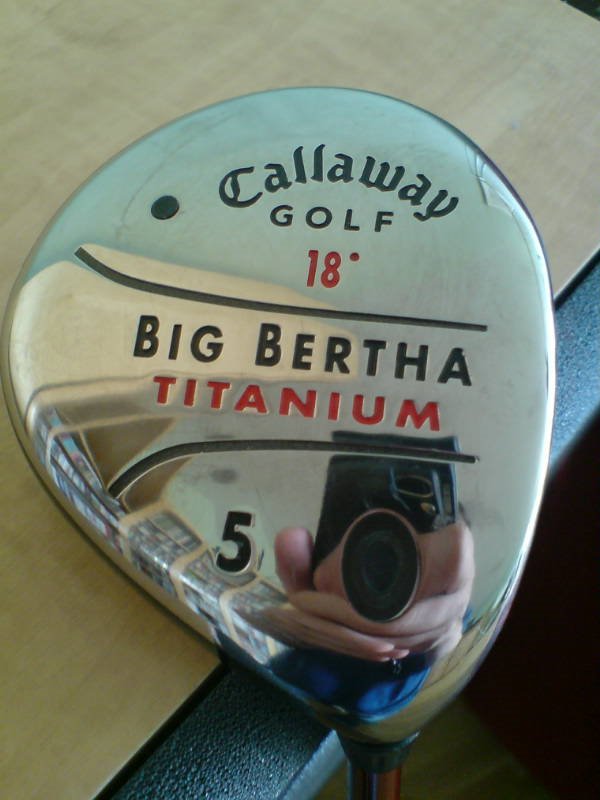 Callaway
GOLF
18°
BIG BERTHA
TITANIUM
5